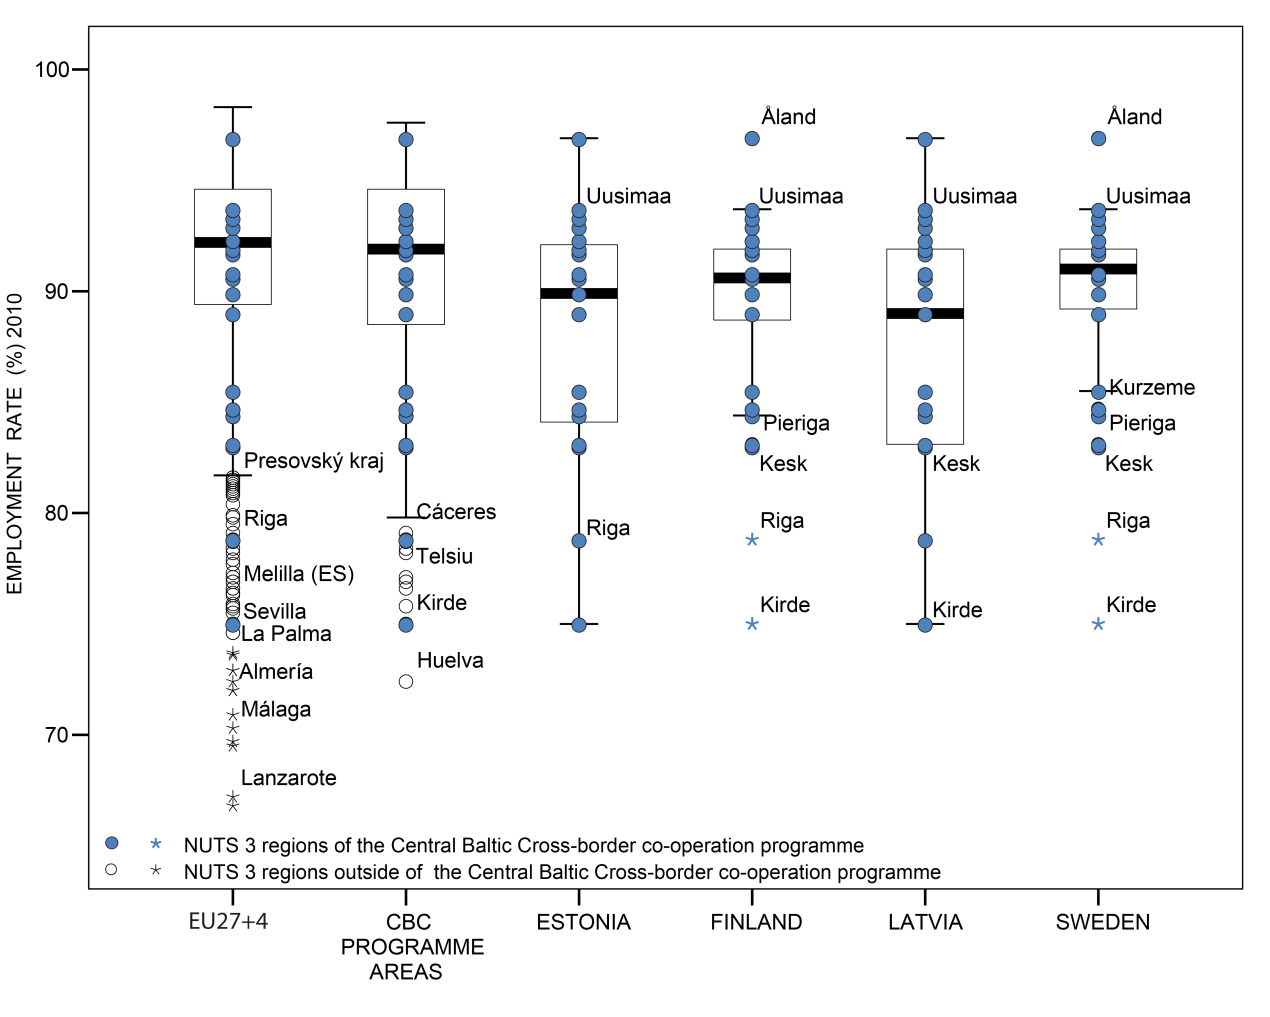 100
90
80
70
EMPLOYMENT RATE (%) 2010
Åland
Åland
Uusimaa
Uusimaa
Uusimaa
Uusimaa
Kurzeme
Pieriga
Pieriga
Presovský kraj
Kesk
Kesk
Kesk
Cáceres
Riga
Riga
Riga
Riga
Telsiu
Melilla (ES)
Kirde
Kirde
Kirde
Kirde
Sevilla
La Palma
Huelva
Almería
Málaga
Lanzarote
NUTS 3 regions of the Central Baltic Cross-border co-operation programme
NUTS 3 regions outside of the Central Baltic Cross-border co-operation programme
EU27+4
CBC
PROGRAMME
AREAS
ESTONIA
FINLAND
LATVIA
SWEDEN